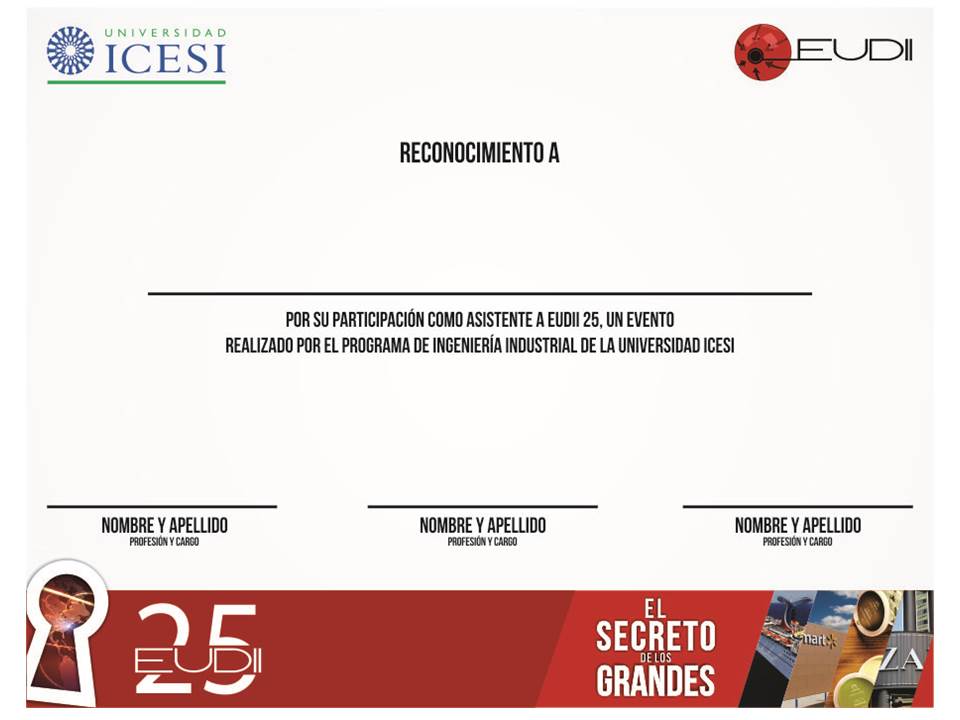 UNIVERSIDAD
ICESI
EUDII
RECONOCIMIENTO A
POR SU PARTICIPACIÓN COMO ASISTENTE A EUDII 25, UN EVENTO
REALIZADO POR EL PROGRAMA DE INGENIERÍA INDUSTRIAL DE LA UNIVERSIDAD ICESI
NOMBRE Y APELLIDO
PROFESIÓN Y CARGO
NOMBRE Y APELLIDO
PROFESIÓN Y CARGO
NOMBRE Y APELLIDO
PROFESIÓN Y CARGO
25
EUDII
EL
SECRETO
DE LOS
GRANDES
mart
ZA